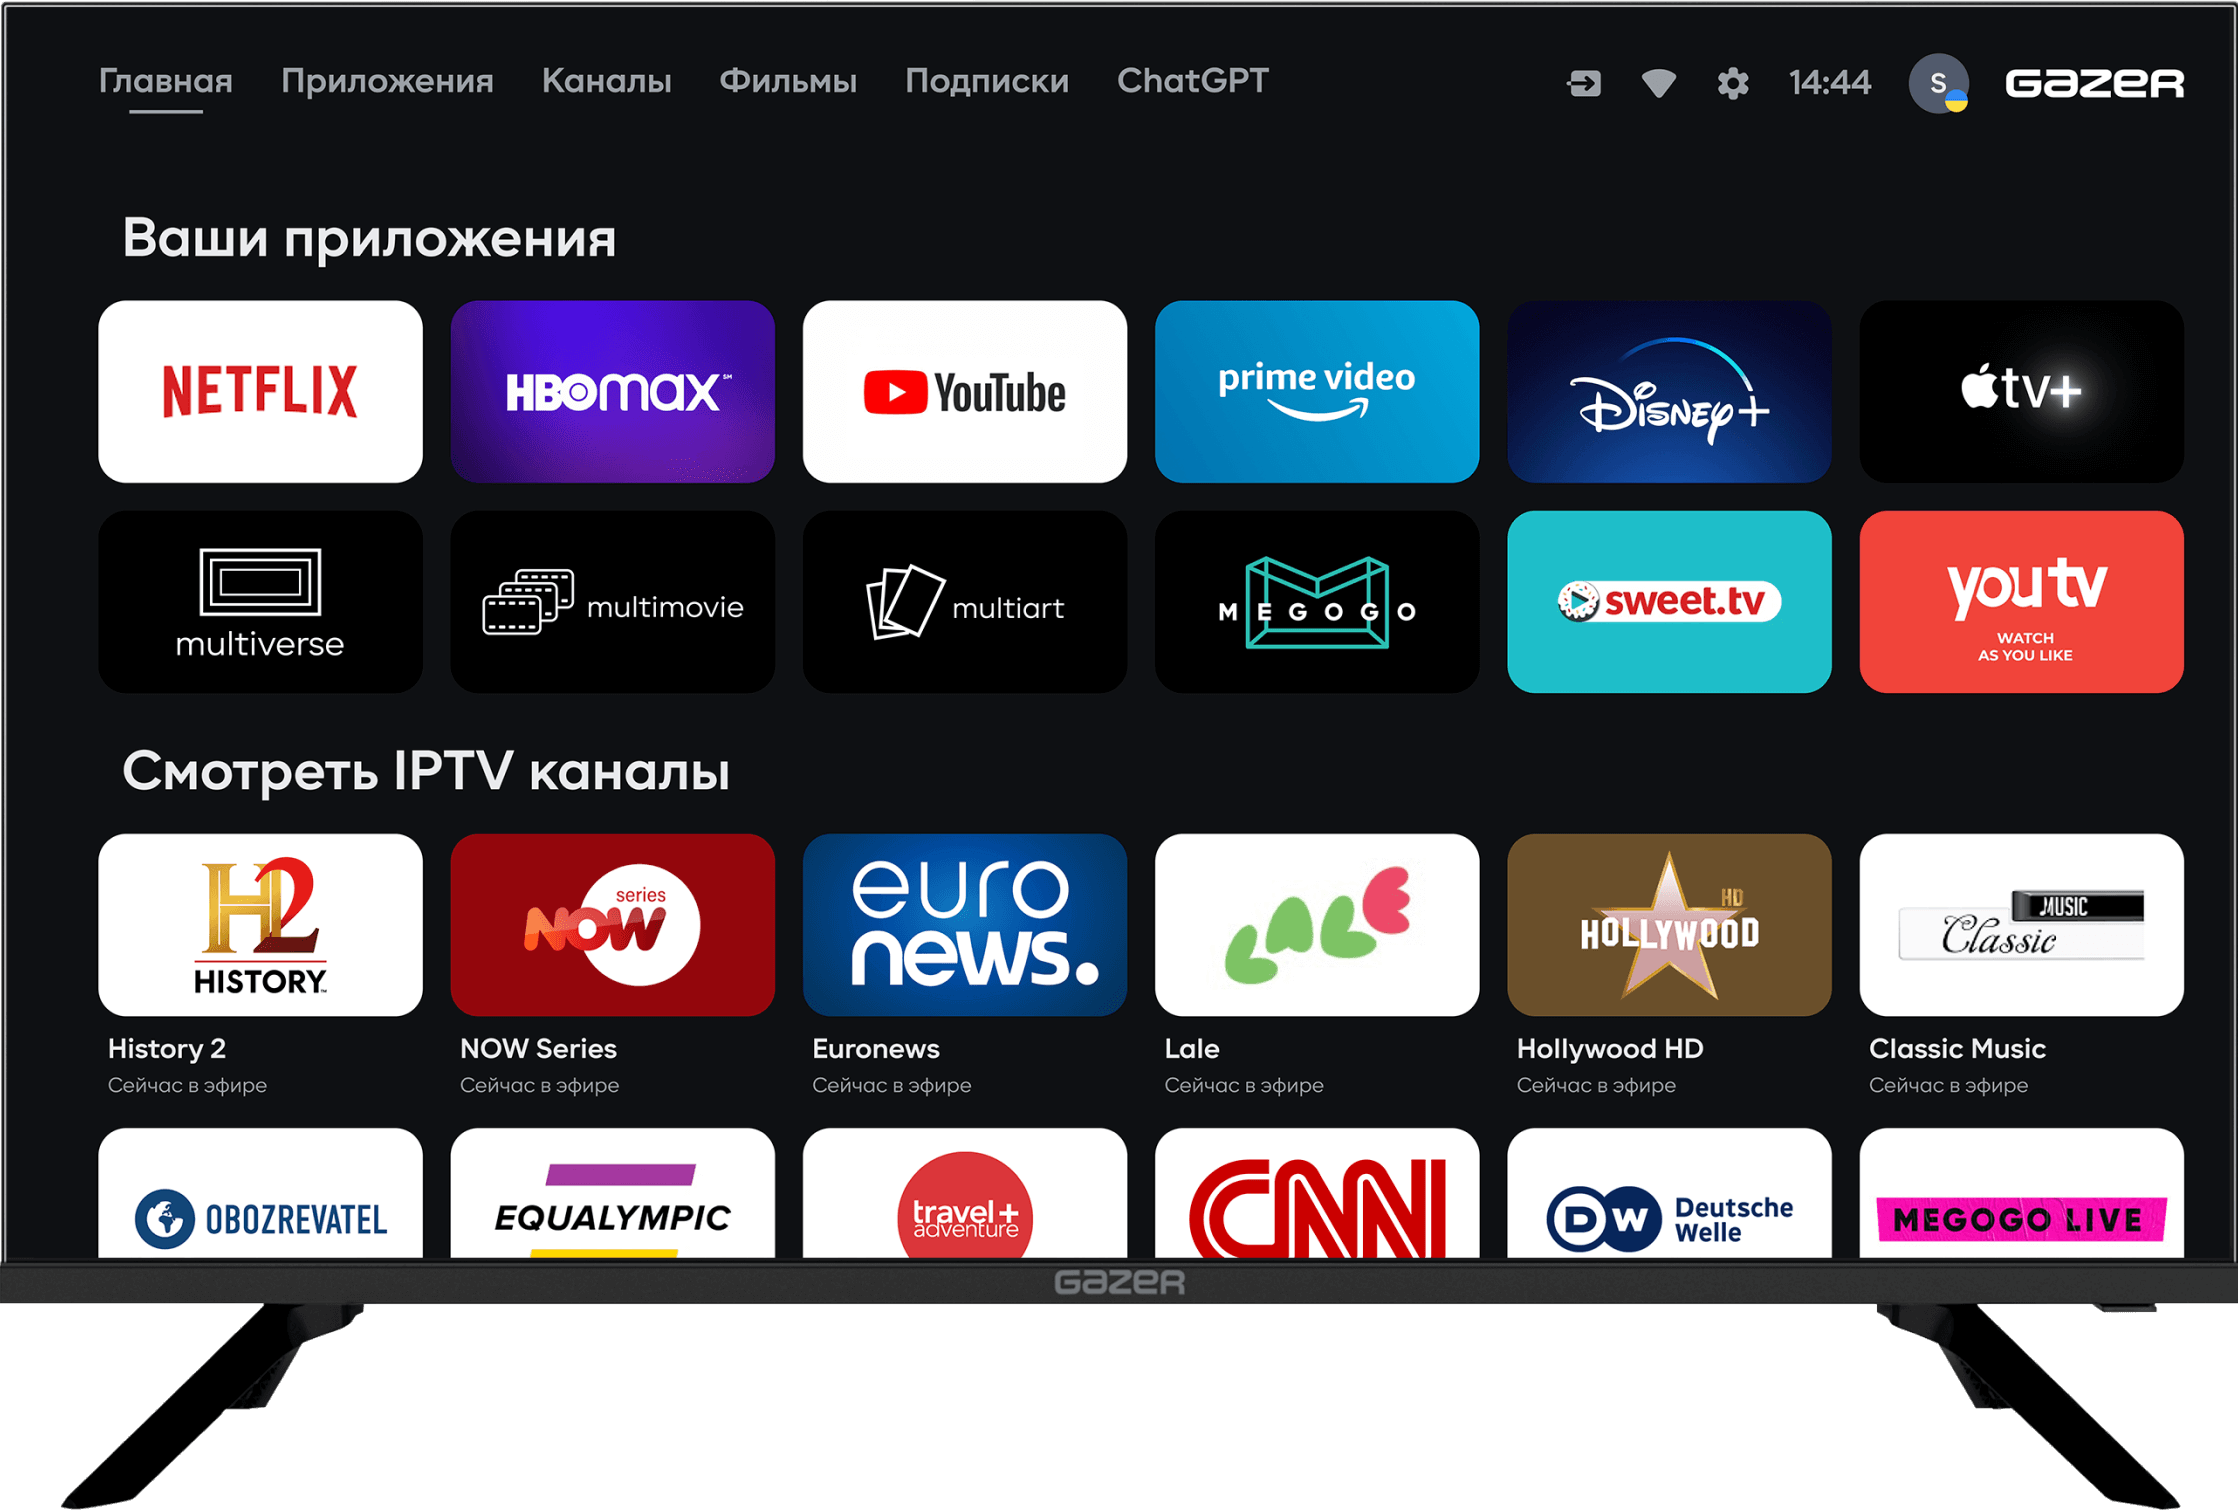 Главная Приложения Каналы Фильмы Подписки ChatGPT 14:44 S GAZER
Ваши приложения
NETFLIX HBOMAX SM YouTube prime video Disney+ tv+
multiverse multimovie multiart MEGOGO sweet.tv youtv
WATCH
AS YOU LIKE
Смотреть IPTV каналы
H2
HISTORY
series
NOW
euro
news.
LALE
HD
HOLLYWOOD
MUSIC
Classic
History 2 NOW Series Euronews Lale Hollywood HD Classic Music
Сейчас в эфире Сейчас в эфире Сейчас в эфире Сейчас в эфире Сейчас в эфире Сейчас в эфире
OBOZREVATEL
EQUALYMPIC
travel+
adventure
CNN
DW Deutsche
Welle
MEGOGO LIVE
GAZER